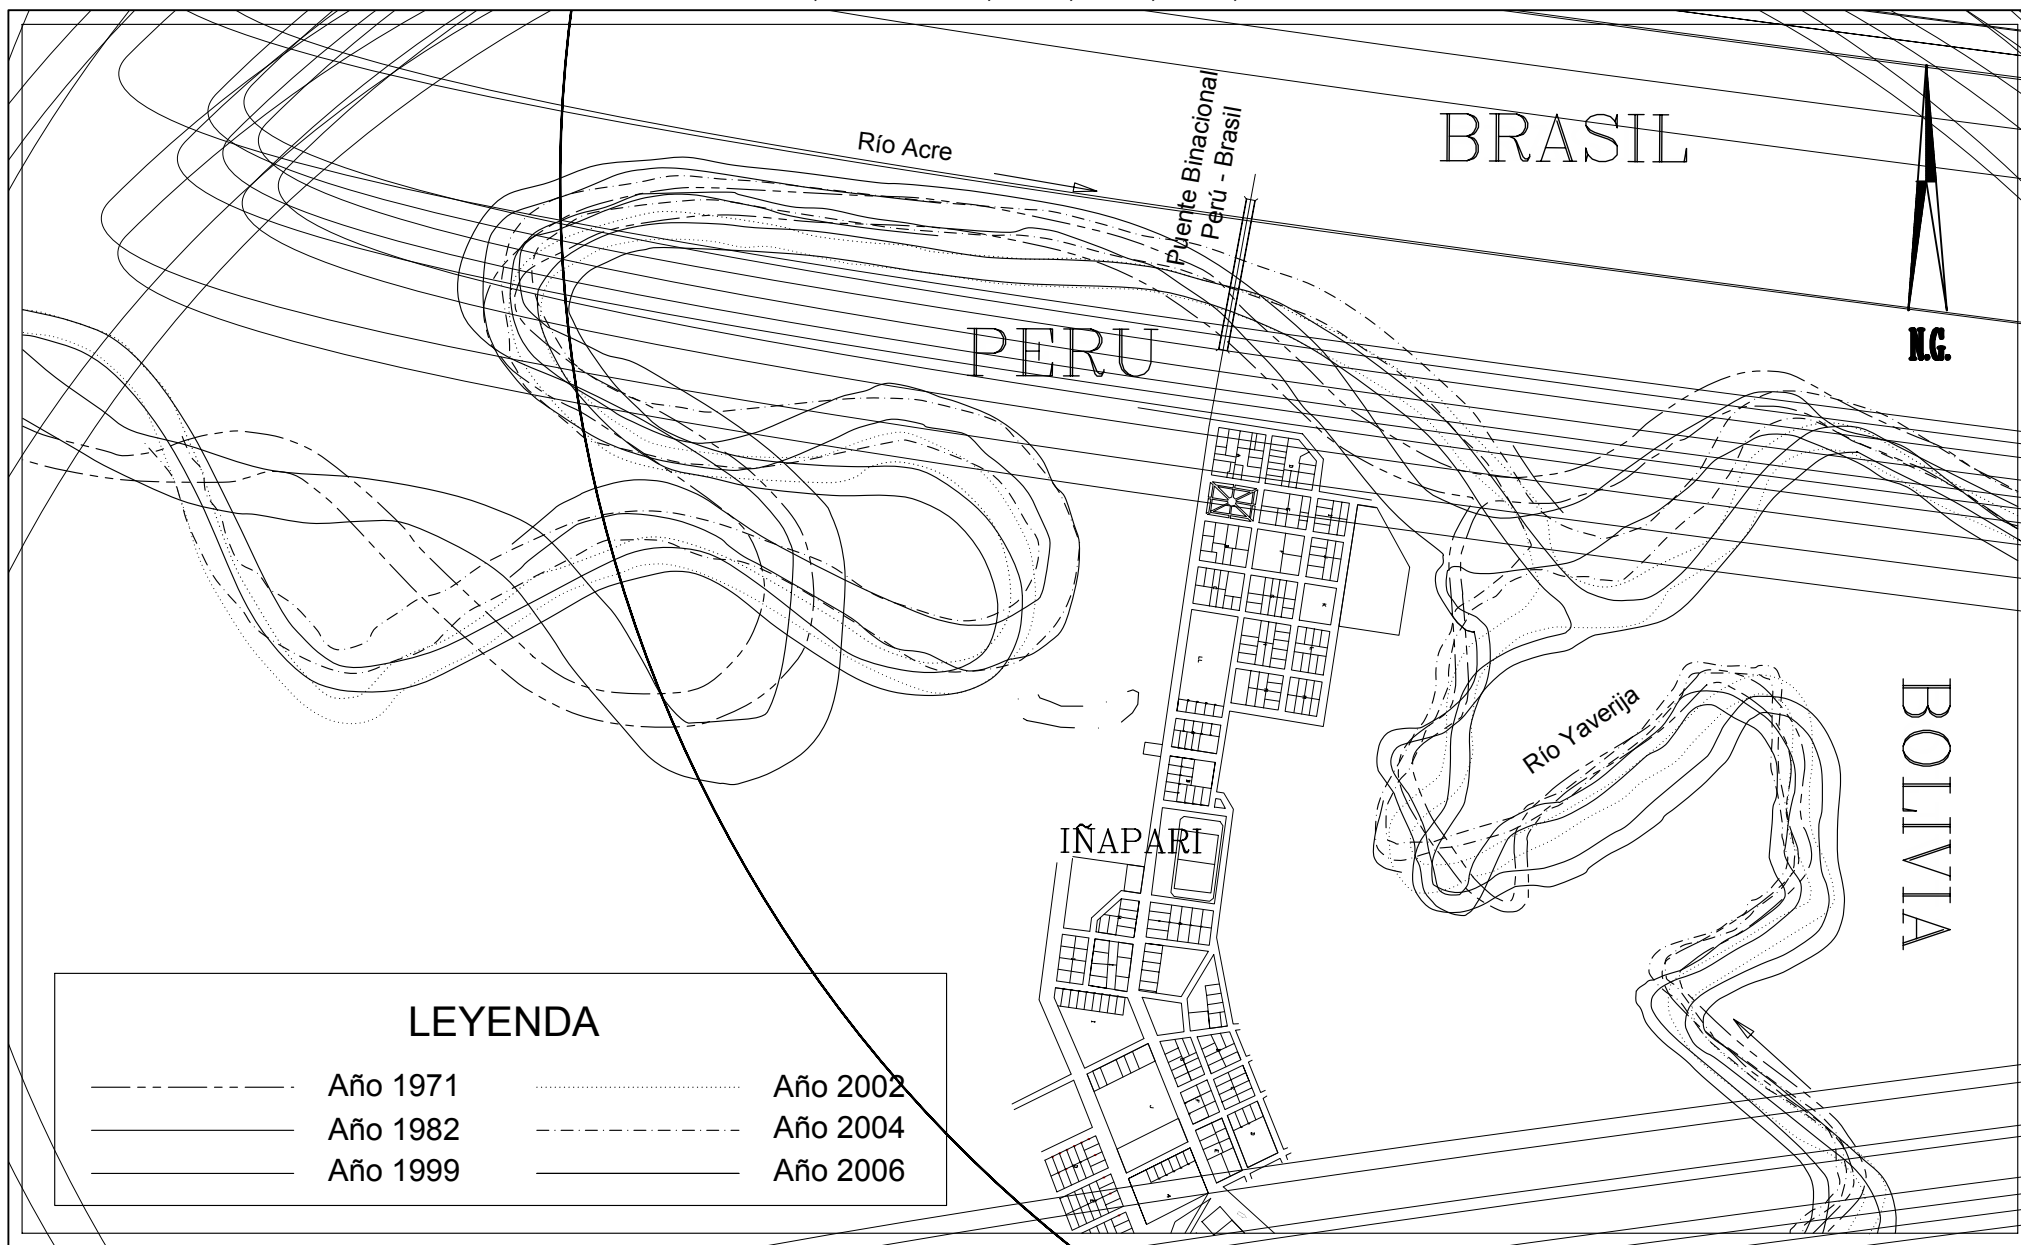 Río Acre
Puente Binacional
Perú - Brasil
BRASIL
N.G.
PERU
BOLIVIA
Río Yaverija
IÑAPARI
F
LEYENDA
Año 1971
Año 1982
Año 1999
Año 2002
Año 2004
Año 2006